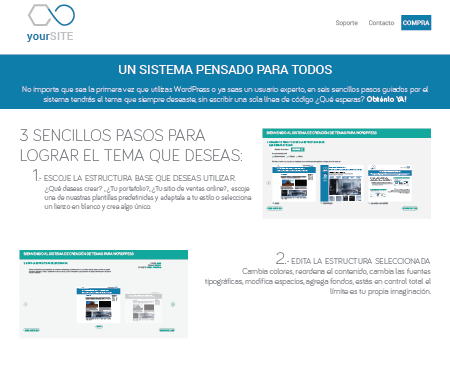 yourSITE
Soporte Contacto COMPRA
UN SISTEMA PENSADO PARA TODOS
No importa que sea la primera vez que utilizas WordPress o ya seas un usuario experto, en seis sencillos pasos guiados por el
sistema tendrás el tema que siempre deseaste, sin escribir una sola línea de código ¿Qué esperas? Obténlo YA!
3 SENCILLOS PASOS PARA
LOGRAR EL TEMA QUE DESEAS:
1.- ESCOJE LA ESTRUCTURA BASE QUE DESEAS UTILIZAR.
¿Qué deseas crear? ¿Tu portafolio?, ¿Tu sitio de ventas online?, escoje
una de nuestras plantillas predefinidas y adaptala a tu estilo o selecciona
un lienzo en blanco y crea algo único.
BIENVENIDO AL SISTEMA DE CREACIÓN DE TEMAS PARA WORDPRESS
BIENVENIDO AL SISTEMA DE CREACIÓN DE TEMAS PARA WORDPRESS
2.- EDITA LA ESTRUCTURA SELECCIONADA
Cambia colores, reordena el contenido, cambia las fuentes
tipográficas, modifica espacios, agrega fondos, estás en control total el
límite es tu propia imaginación.